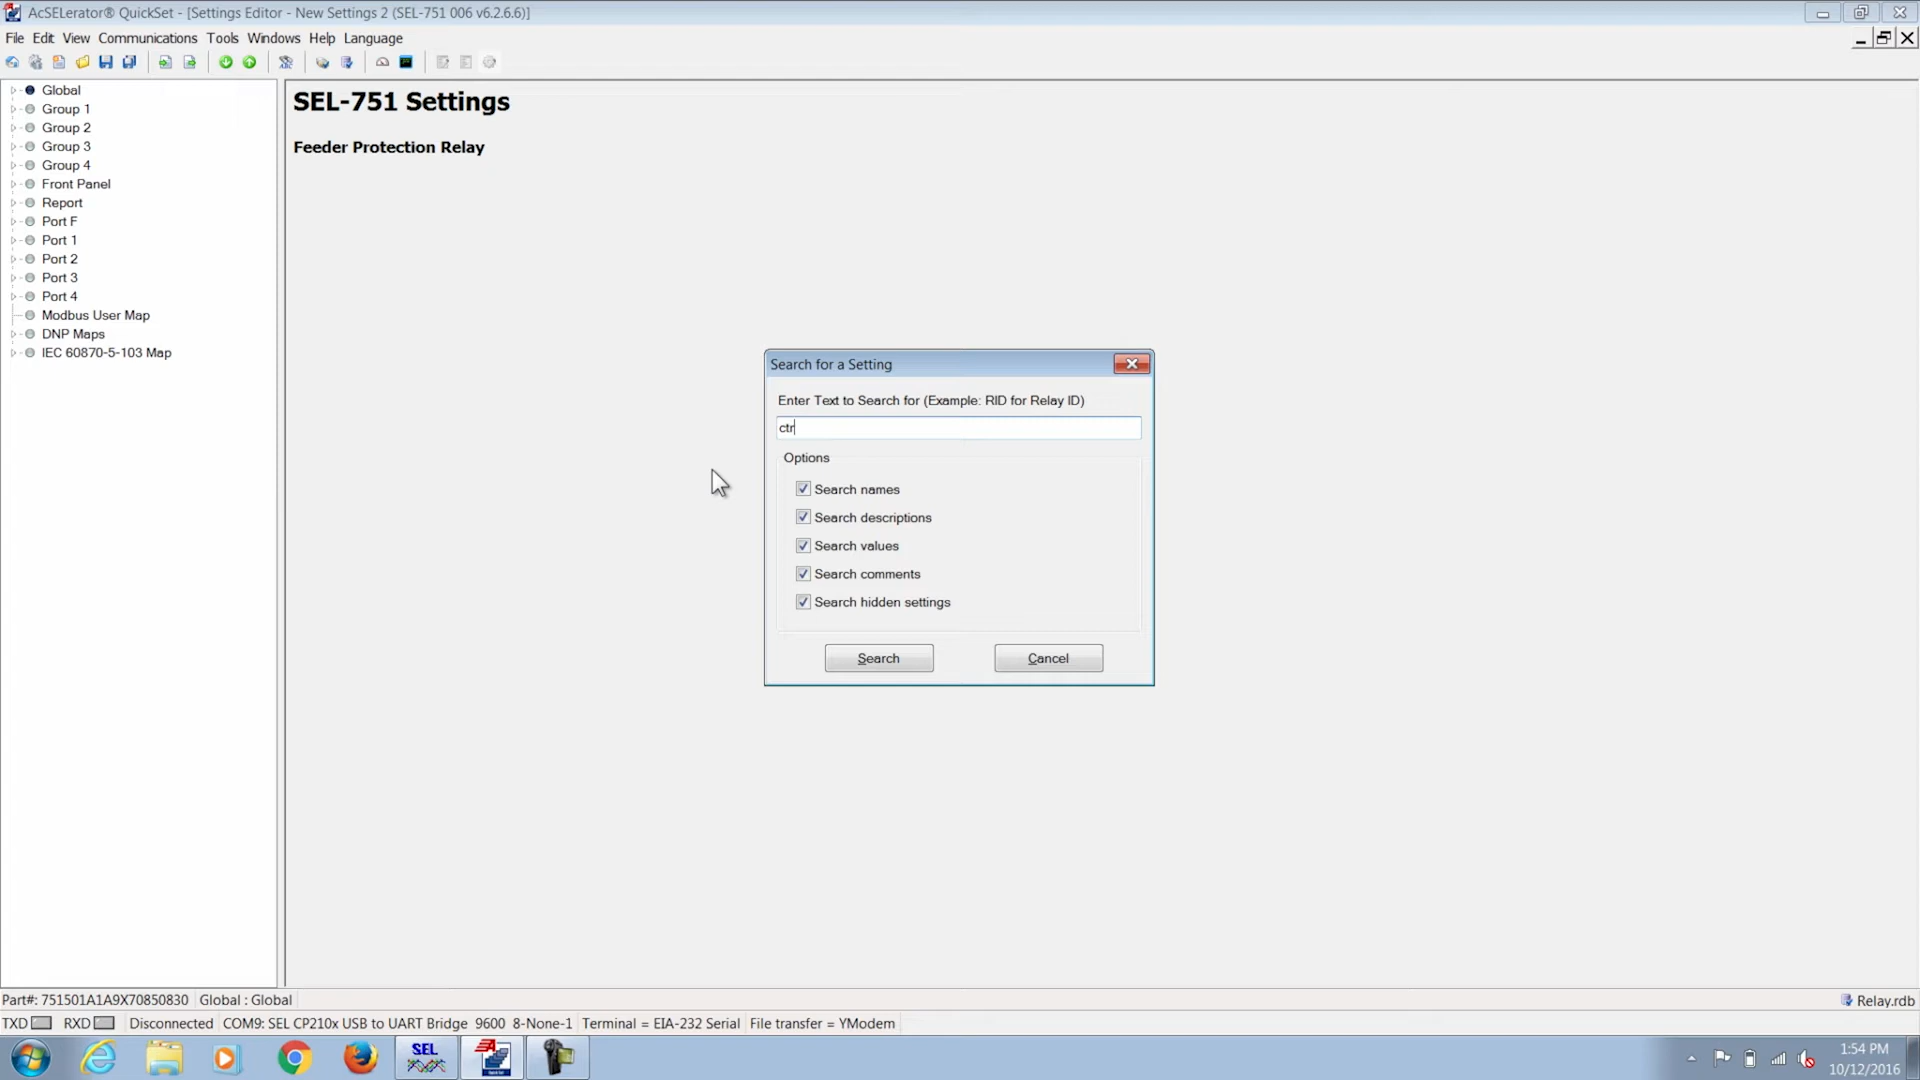 AcSELerator® QuickSet - [Settings Editor - New Settings 2 (SEL-751 006 v6.2.6.6)]
File Edit View Communications Tools Windows Help Language
Global
Group 1
Group 2
Group 3
Group 4
Front Panel
Report
Port F
Port 1
Port 2
Port 3
Port 4
Modbus User Map
DNP Maps
IEC 60870-5-103 Map
SEL-751 Settings
Feeder Protection Relay
Search for a Setting
Enter Text to Search for (Example: RID for Relay ID)
ctr
Options
Search names
Search descriptions
Search values
Search comments
Search hidden settings
Search Cancel
Part#: 751501A1A9X70850830 Global : Global Relay.rdb
TXD RXD Disconnected COM9: SEL CP210x USB to UART Bridge 9600 8-None-1 Terminal = EIA-232 Serial File transfer = YModem
SEL
1:54 PM
10/12/2016